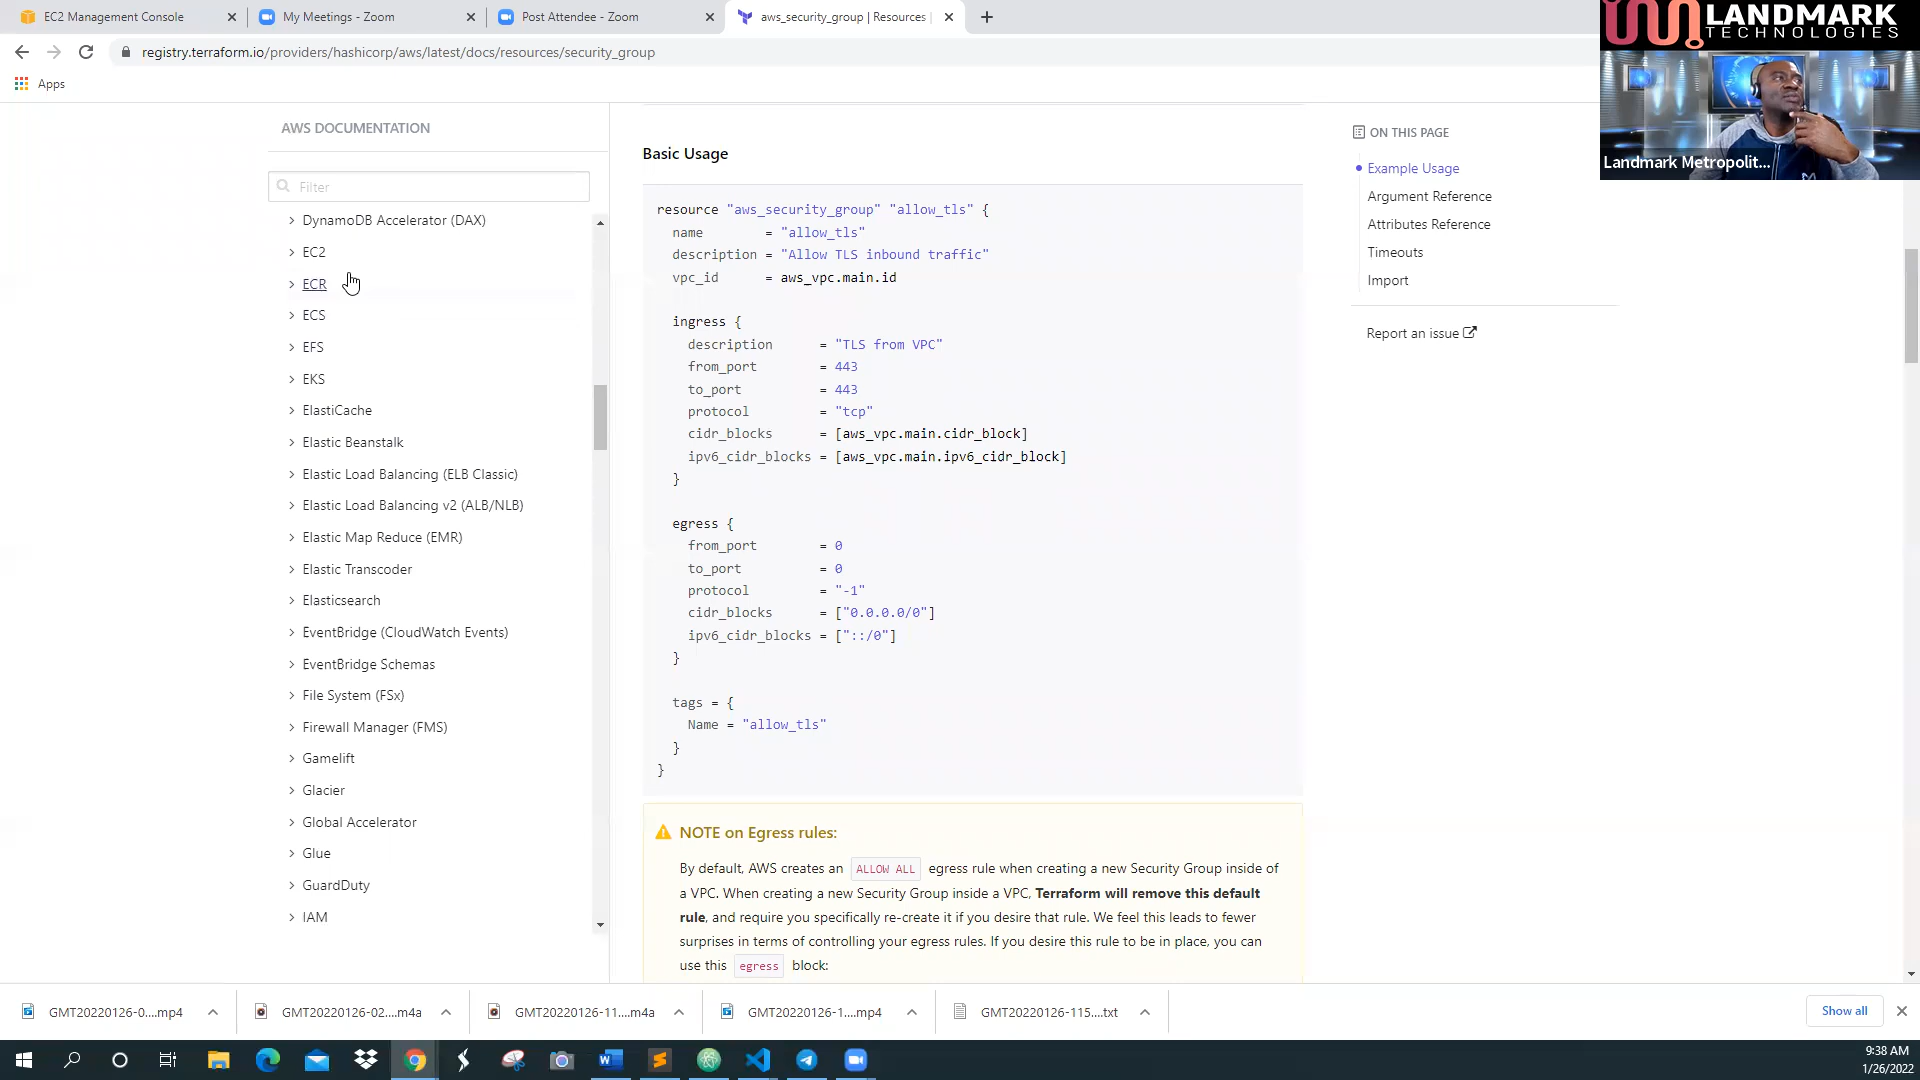 EC2 Management Console
My Meetings - Zoom
Post Attendee - Zoom
aws_security_group | Resources |
LANDMARK
TECHNOLOGIES
registry.terraform.io/providers/hashicorp/aws/latest/docs/resources/security_group
Apps
Landmark Metropolit...
AWS DOCUMENTATION
Filter
DynamoDB Accelerator (DAX)
EC2
ECR
ECS
EFS
EKS
ElastiCache
Elastic Beanstalk
Elastic Load Balancing (ELB Classic)
Elastic Load Balancing v2 (ALB/NLB)
Elastic Map Reduce (EMR)
Elastic Transcoder
Elasticsearch
EventBridge (CloudWatch Events)
EventBridge Schemas
File System (FSx)
Firewall Manager (FMS)
Gamelift
Glacier
Global Accelerator
Glue
GuardDuty
IAM
Basic Usage
resource "aws_security_group" "allow_tls" {
name = "allow_tls"
description = "Allow TLS inbound traffic"
vpc_id = aws_vpc.main.id
ingress {
description = "TLS from VPC"
from_port = 443
to_port = 443
protocol = "tcp"
cidr_blocks = [aws_vpc.main.cidr_block]
ipv6_cidr_blocks = [aws_vpc.main.ipv6_cidr_block]
}
egress {
from_port = 0
to_port = 0
protocol = "-1"
cidr_blocks = ["0.0.0.0/0"]
ipv6_cidr_blocks = ["::/0"]
}
tags = {
Name = "allow_tls"
}
}
NOTE on Egress rules:
By default, AWS creates an ALLOW ALL egress rule when creating a new Security Group inside of
a VPC. When creating a new Security Group inside a VPC, Terraform will remove this default
rule, and require you specifically re-create it if you desire that rule. We feel this leads to fewer
surprises in terms of controlling your egress rules. If you desire this rule to be in place, you can
use this egress block:
ON THIS PAGE
Example Usage
Argument Reference
Attributes Reference
Timeouts
Import
Report an issue
GMT20220126-0....mp4
GMT20220126-02....m4a
GMT20220126-11....m4a
GMT20220126-1....mp4
GMT20220126-115....txt
Show all
9:38 AM
1/26/2022